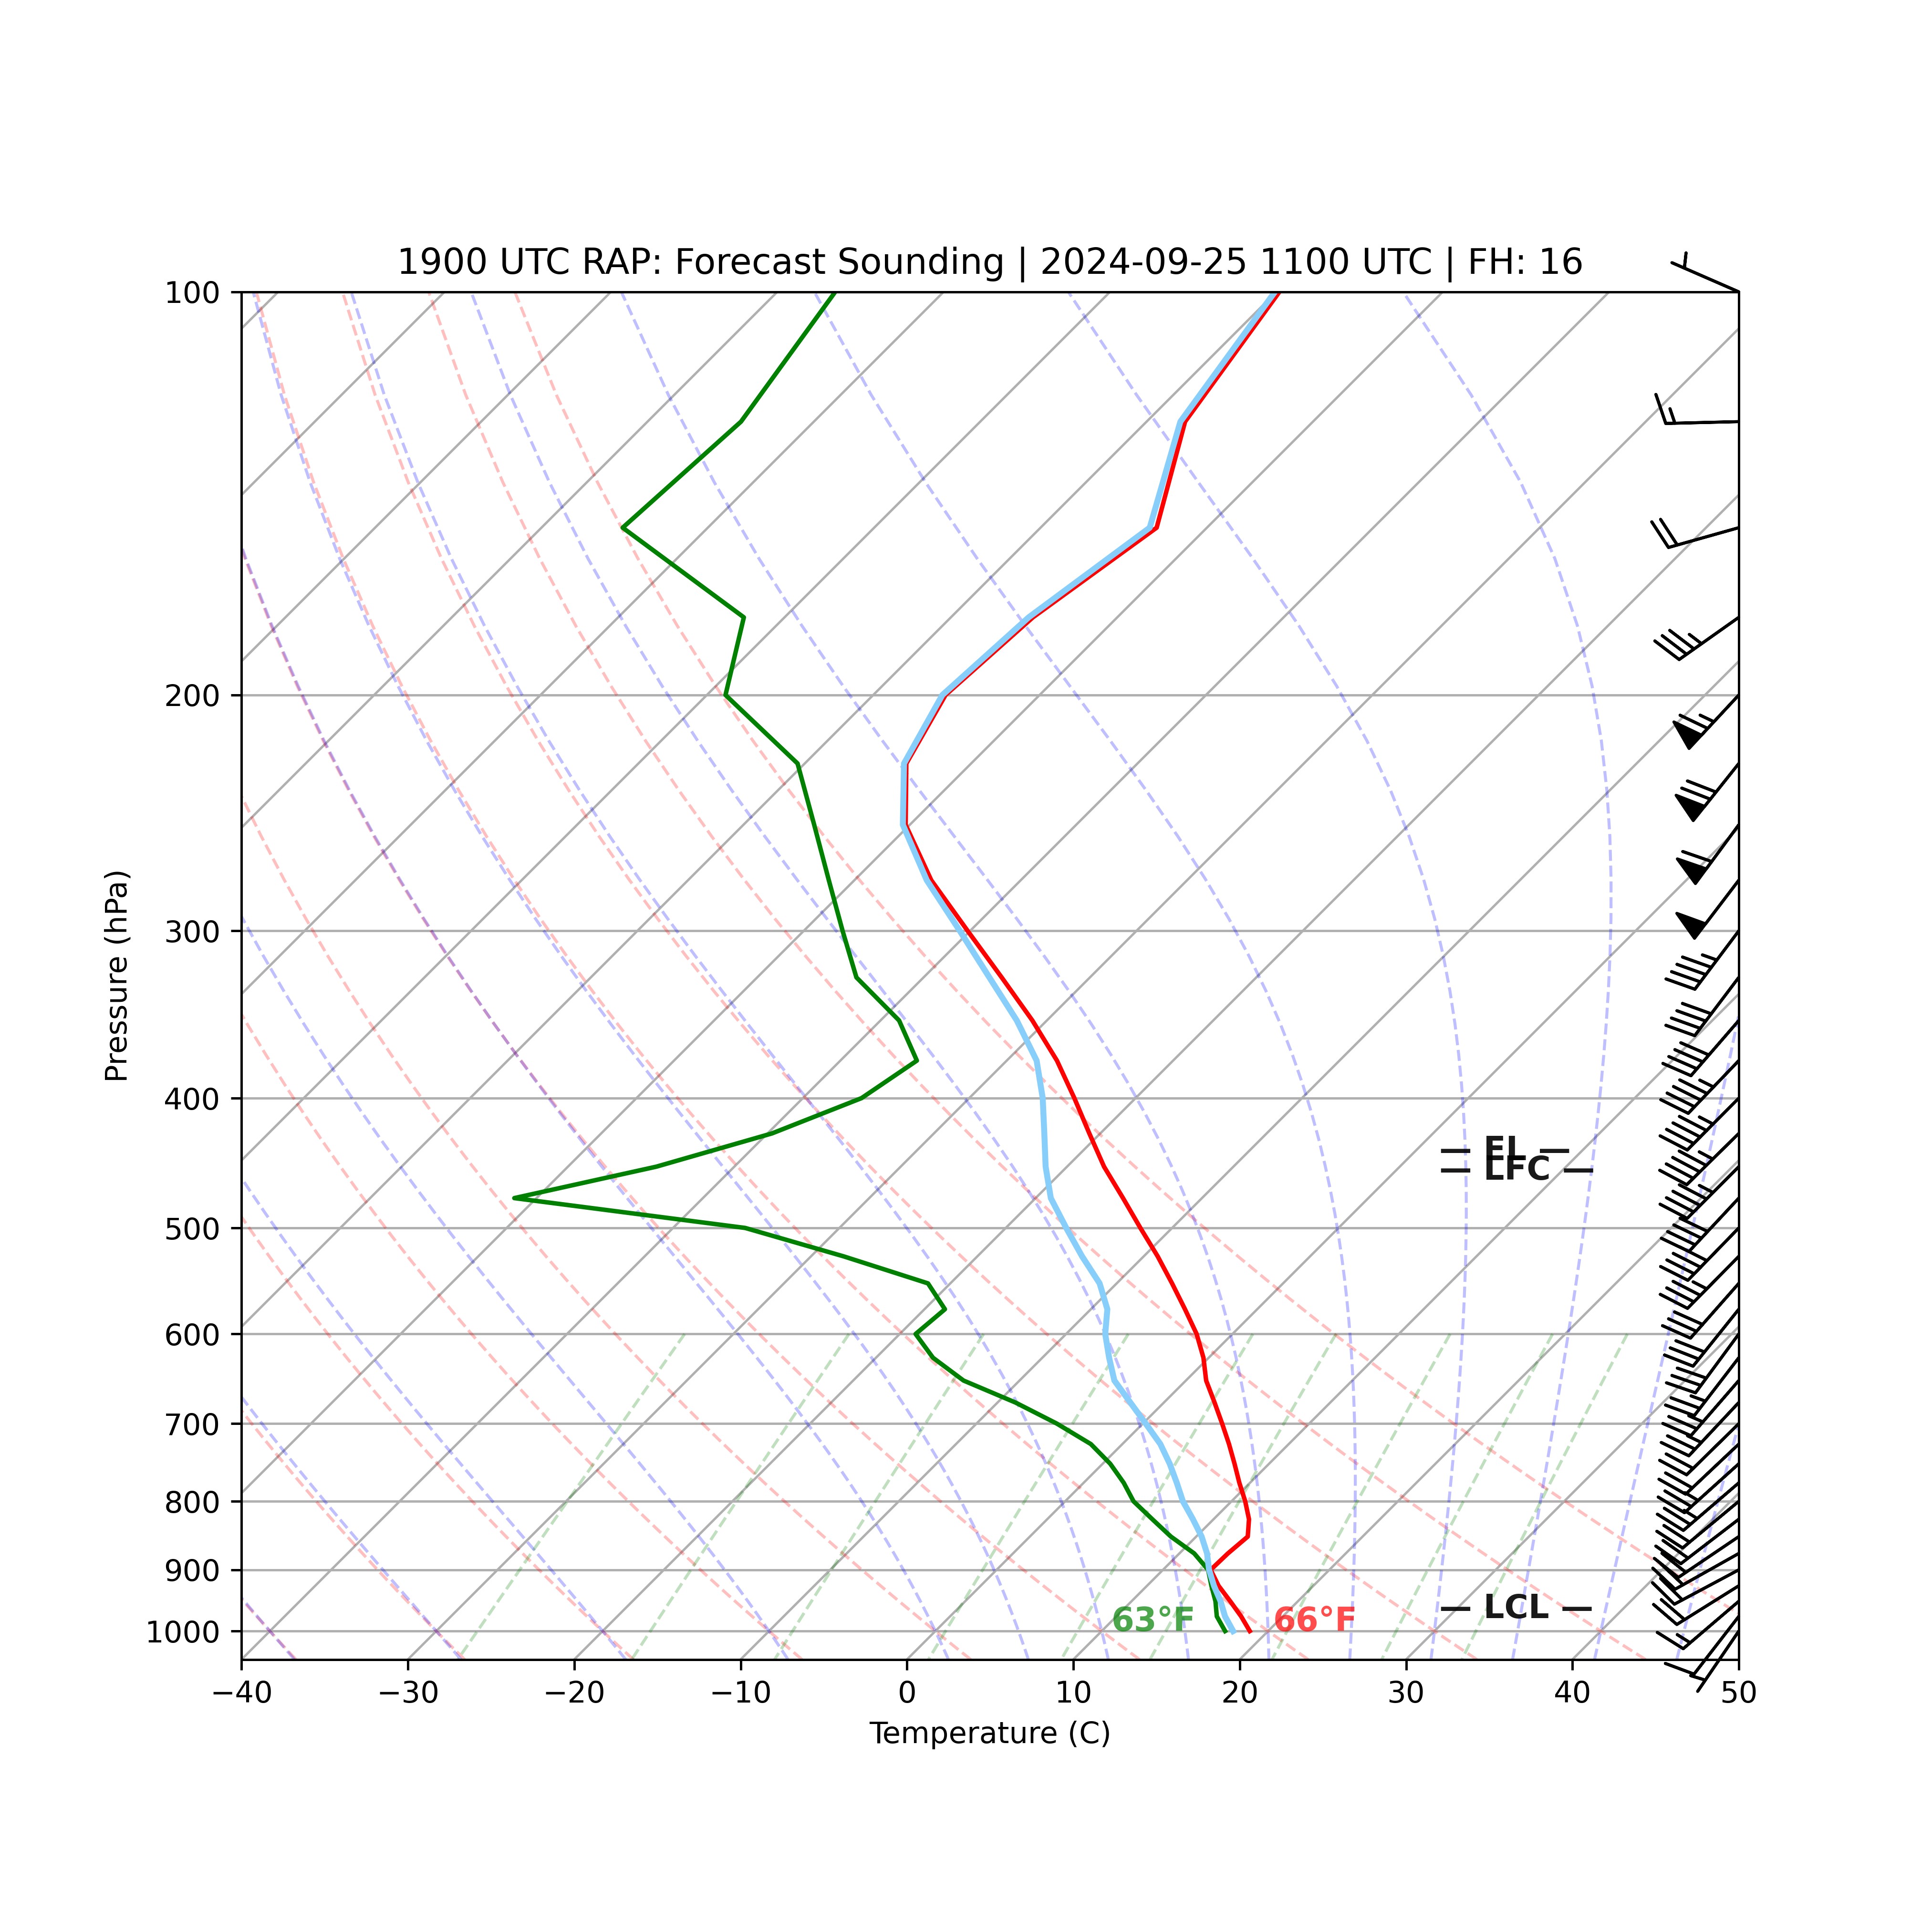 1900 UTC RAP: Forecast Sounding | 2024-09-25 1100 UTC | FH: 16
100
200
300
400
500
600
700
800
900
1000
Pressure (hPa)
— EL —
— LFC —
— LCL —
63°F
66°F
−40 −30 −20 −10 0 10 20 30 40 50
Temperature (C)